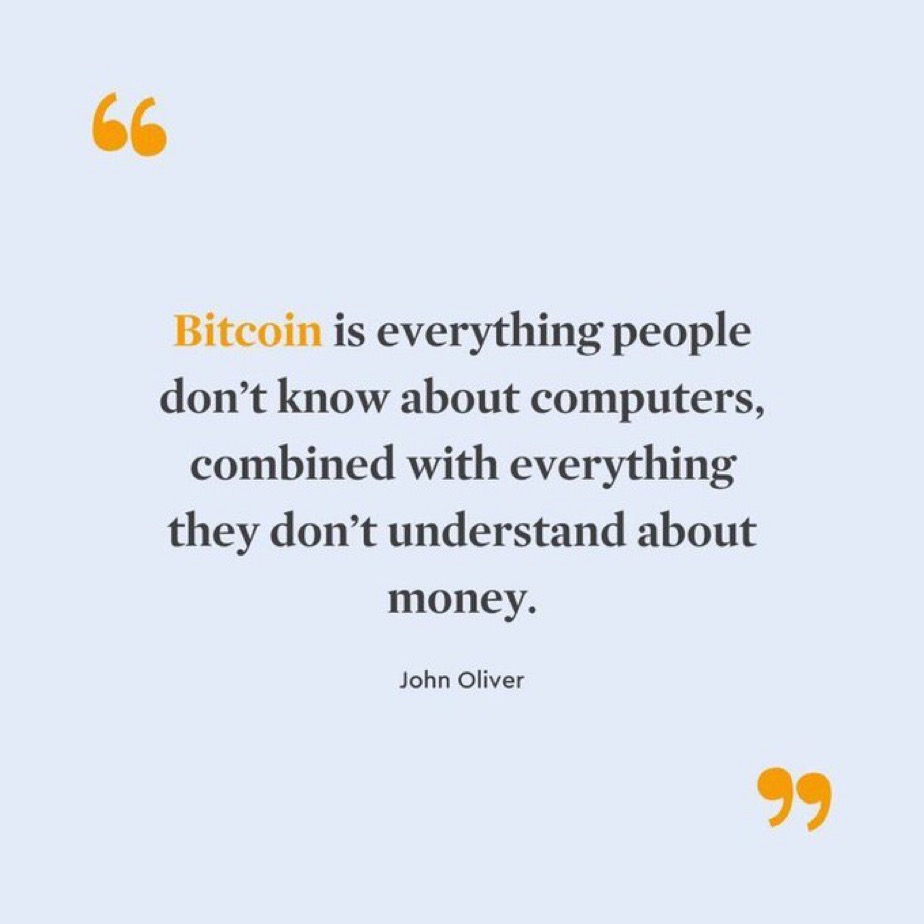 “
Bitcoin is everything people
don’t know about computers,
combined with everything
they don’t understand about
money.
John Oliver
”